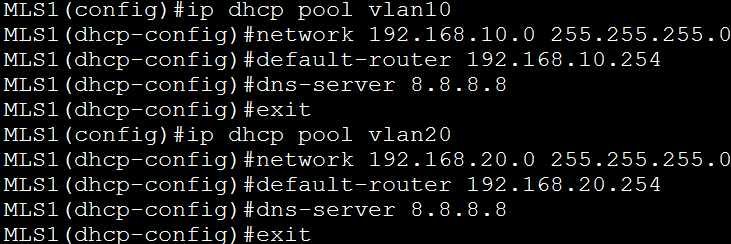 MLS1(config)#ip dhcp pool vlan10
MLS1(dhcp-config)#network 192.168.10.0 255.255.255.0
MLS1(dhcp-config)#default-router 192.168.10.254
MLS1(dhcp-config)#dns-server 8.8.8.8
MLS1(dhcp-config)#exit
MLS1(config)#ip dhcp pool vlan20
MLS1(dhcp-config)#network 192.168.20.0 255.255.255.0
MLS1(dhcp-config)#default-router 192.168.20.254
MLS1(dhcp-config)#dns-server 8.8.8.8
MLS1(dhcp-config)#exit